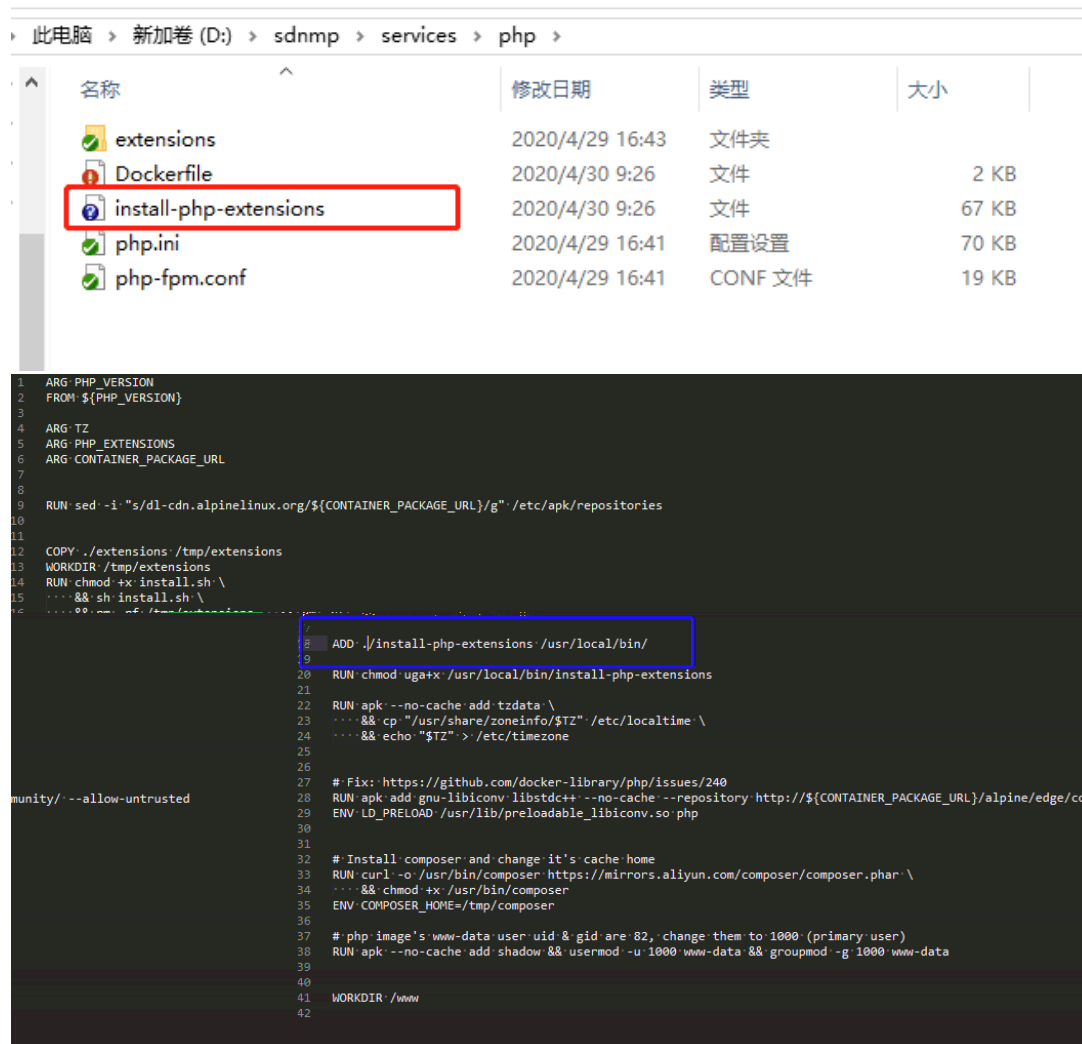 此电脑 > 新加卷 (D:) > sdnmp > services > php >
名称 修改日期 类型 大小
extensions 2020/4/29 16:43 文件夹
Dockerfile 2020/4/30 9:26 文件 2 KB
install-php-extensions 2020/4/30 9:26 文件 67 KB
php.ini 2020/4/29 16:41 配置设置 70 KB
php-fpm.conf 2020/4/29 16:41 CONF 文件 19 KB
1 ARG PHP_VERSION
2 FROM ${PHP_VERSION}
3
4 ARG TZ
5 ARG PHP_EXTENSIONS
6 ARG CONTAINER_PACKAGE_URL
7
8
9 RUN sed -i "s/dl-cdn.alpinelinux.org/${CONTAINER_PACKAGE_URL}/g" /etc/apk/repositories
10
11
12 COPY ./extensions /tmp/extensions
13 WORKDIR /tmp/extensions
14 RUN chmod +x install.sh \
15 ····&& sh install.sh \
16 ····&& rm -rf /tmp/extensions
18 ADD ./install-php-extensions /usr/local/bin/
19
20 RUN chmod uga+x /usr/local/bin/install-php-extensions
21
22 RUN apk --no-cache add tzdata \
23 ····&& cp "/usr/share/zoneinfo/$TZ" /etc/localtime \
24 ····&& echo "$TZ" > /etc/timezone
25
26
27 # Fix: https://github.com/docker-library/php/issues/240
munity/ --allow-untrusted
28 RUN apk add gnu-libiconv libstdc++ --no-cache --repository http://${CONTAINER_PACKAGE_URL}/alpine/edge/co
29 ENV LD_PRELOAD /usr/lib/preloadable_libiconv.so php
30
31
32 # Install composer and change it's cache home
33 RUN curl -o /usr/bin/composer https://mirrors.aliyun.com/composer/composer.phar \
34 ····&& chmod +x /usr/bin/composer
35 ENV COMPOSER_HOME=/tmp/composer
36
37 # php image's www-data user uid & gid are 82, change them to 1000 (primary user)
38 RUN apk --no-cache add shadow && usermod -u 1000 www-data && groupmod -g 1000 www-data
39
40
41 WORKDIR /www
42